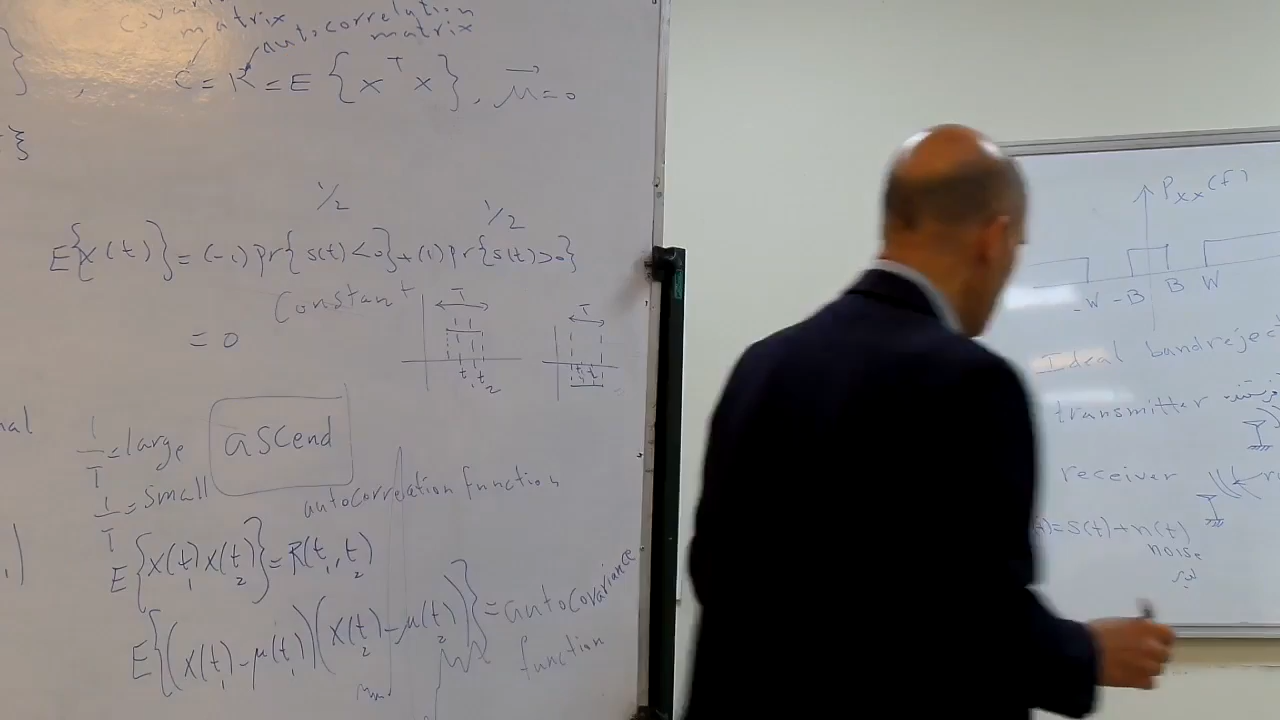 matrix
autocorrelation
matrix
C = R = E { x^T x } , μ = 0
1/2
1/2
E{x(t)} = (-1) pr{s(t)<0}+(1) pr{s(t)>0}
= 0
Constant
T
t1 t2
T
1/T = large
ascend
1/T = small
autocorrelation function
E{x(t1)x(t2)} = R(t1,t2)
E{(x(t1)-μ(t1))(x(t2)-μ(t2))} = autocovariance
function
Pxx(f)
-W -B B W
Ideal bandrejec
transmitter فرستنده
receiver
)=s(t)+n(t)
noise